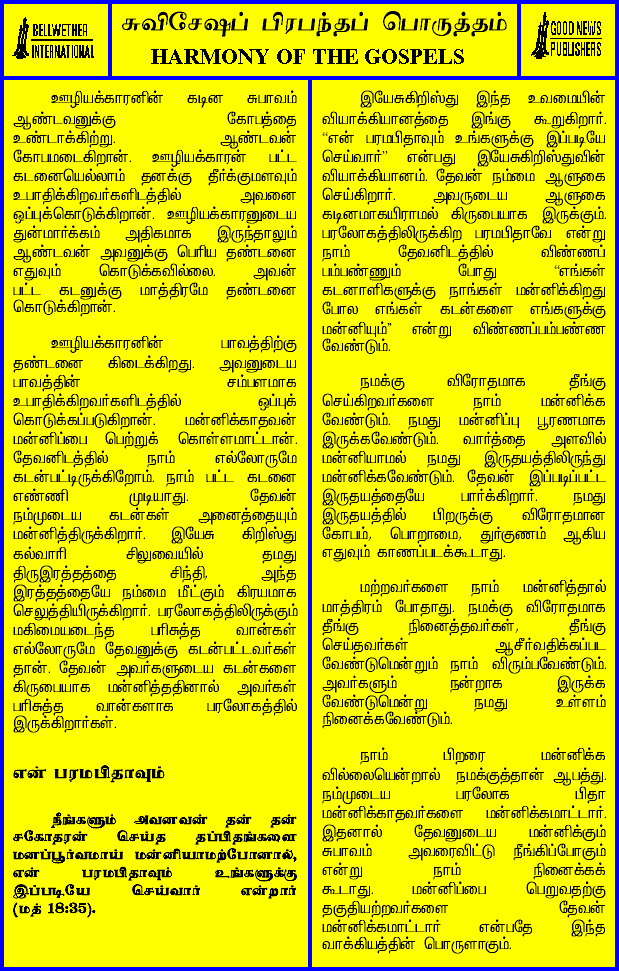 BELLWETHER
INTERNATIONAL
சுவிசேஷப் பிரபந்தப் பொருத்தம்
HARMONY OF THE GOSPELS
GOOD NEWS
PUBLISHERS
ஊழியக்காரனின் கடின சுபாவம்
ஆண்டவனுக்கு கோபத்தை
உண்டாக்கிற்று. ஆண்டவன்
கோபமடைகிறான். ஊழியக்காரன் பட்ட
கடனையெல்லாம் தனக்கு தீர்க்குமளவும்
உபாதிக்கிறவர்களிடத்தில் அவனை
ஒப்புக்கொடுக்கிறான். ஊழியக்காரனுடைய
துன்மார்க்கம் அதிகமாக இருந்தாலும்
ஆண்டவன் அவனுக்கு பெரிய தண்டனை
எதுவும் கொடுக்கவில்லை. அவன்
பட்ட கடனுக்கு மாத்திரமே தண்டனை
கொடுக்கிறான்.
ஊழியக்காரனின் பாவத்திற்கு
தண்டனை கிடைக்கிறது. அவனுடைய
பாவத்தின் சம்பளமாக
உபாதிக்கிறவர்களிடத்தில் ஒப்புக்
கொடுக்கப்படுகிறான். மன்னிக்காதவன்
மன்னிப்பை பெற்றுக் கொள்ளமாட்டான்.
தேவனிடத்தில் நாம் எல்லோருமே
கடன்பட்டிருக்கிறோம். நாம் பட்ட கடனை
எண்ணி முடியாது. தேவன்
நம்முடைய கடன்கள் அனைத்தையும்
மன்னித்திருக்கிறார். இயேசு கிறிஸ்து
கல்வாரி சிலுவையில் தமது
திருஇரத்தத்தை சிந்தி, அந்த
இரத்தத்தையே நம்மை மீட்கும் கிரயமாக
செலுத்தியிருக்கிறார். பரலோகத்திலிருக்கும்
மகிமையடைந்த பரிசுத்த வான்கள்
எல்லோருமே தேவனுக்கு கடன்பட்டவர்கள்
தான். தேவன் அவர்களுடைய கடன்களை
கிருபையாக மன்னித்ததினால் அவர்கள்
பரிசுத்த வான்களாக பரலோகத்தில்
இருக்கிறார்கள்.
என் பரமபிதாவும்
நீங்களும் அவனவன் தன் தன்
சகோதரன் செய்த தப்பிதங்களை
மனப்பூர்வமாய் மன்னியாமற்போனால்,
என் பரமபிதாவும் உங்களுக்கு
இப்படியே செய்வார் என்றார்
(மத் 18:35).
இயேசுகிறிஸ்து இந்த உவமையின்
வியாக்கியானத்தை இங்கு கூறுகிறார்.
“என் பரமபிதாவும் உங்களுக்கு இப்படியே
செய்வார்” என்பது இயேசுகிறிஸ்துவின்
வியாக்கியானம். தேவன் நம்மை ஆளுகை
செய்கிறார். அவருடைய ஆளுகை
கடினமாகயிராமல் கிருபையாக இருக்கும்.
பரலோகத்திலிருக்கிற பரமபிதாவே என்று
நாம் தேவனிடத்தில் விண்ணப்
பம்பண்ணும் போது “எங்கள்
கடனாளிகளுக்கு நாங்கள் மன்னிக்கிறது
போல எங்கள் கடன்களை எங்களுக்கு
மன்னியும்” என்று விண்ணப்பம்பண்ண
வேண்டும்.
நமக்கு விரோதமாக தீங்கு
செய்கிறவர்களை நாம் மன்னிக்க
வேண்டும். நமது மன்னிப்பு பூரணமாக
இருக்கவேண்டும். வார்த்தை அளவில்
மன்னியாமல் நமது இருதயத்திலிருந்து
மன்னிக்கவேண்டும். தேவன் இப்படிப்பட்ட
இருதயத்தையே பார்க்கிறார். நமது
இருதயத்தில் பிறருக்கு விரோதமான
கோபம், பொறாமை, துர்குணம் ஆகிய
எதுவும் காணப்படக்கூடாது.
மற்றவர்களை நாம் மன்னித்தால்
மாத்திரம் போதாது. நமக்கு விரோதமாக
தீங்கு நினைத்தவர்கள், தீங்கு
செய்தவர்கள் ஆசீர்வதிக்கப்பட
வேண்டுமென்றும் நாம் விரும்பவேண்டும்.
அவர்களும் நன்றாக இருக்க
வேண்டுமென்று நமது உள்ளம்
நினைக்கவேண்டும்.
நாம் பிறரை மன்னிக்க
வில்லையென்றால் நமக்குத்தான் ஆபத்து.
நம்முடைய பரலோக பிதா
மன்னிக்காதவர்களை மன்னிக்கமாட்டார்.
இதனால் தேவனுடைய மன்னிக்கும்
சுபாவம் அவரைவிட்டு நீங்கிப்போகும்
என்று நாம் நினைக்கக்
கூடாது. மன்னிப்பை பெறுவதற்கு
தகுதியற்றவர்களை தேவன்
மன்னிக்கமாட்டார் என்பதே இந்த
வாக்கியத்தின் பொருளாகும்.